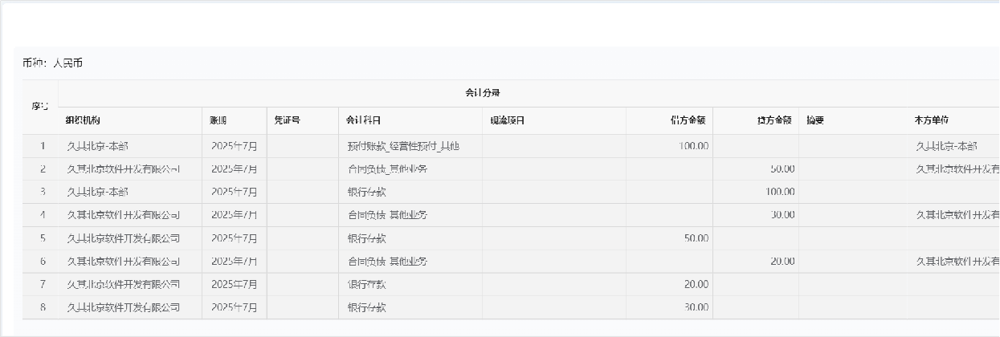 币种：人民币
序号 会计分录
组织机构 账期 凭证号 会计科目 现流项目 借方金额 贷方金额 摘要 本方单位
1 久其北京-本部 2025年7月 预付账款_经营性预付_其他 100.00 久其北京-本部
2 久其北京软件开发有限公司 2025年7月 合同负债_其他业务 50.00 久其北京软件开发有
3 久其北京-本部 2025年7月 银行存款 100.00
4 久其北京软件开发有限公司 2025年7月 合同负债_其他业务 30.00 久其北京软件开发有
5 久其北京软件开发有限公司 2025年7月 银行存款 50.00
6 久其北京软件开发有限公司 2025年7月 合同负债_其他业务 20.00 久其北京软件开发有
7 久其北京软件开发有限公司 2025年7月 银行存款 20.00
8 久其北京软件开发有限公司 2025年7月 银行存款 30.00